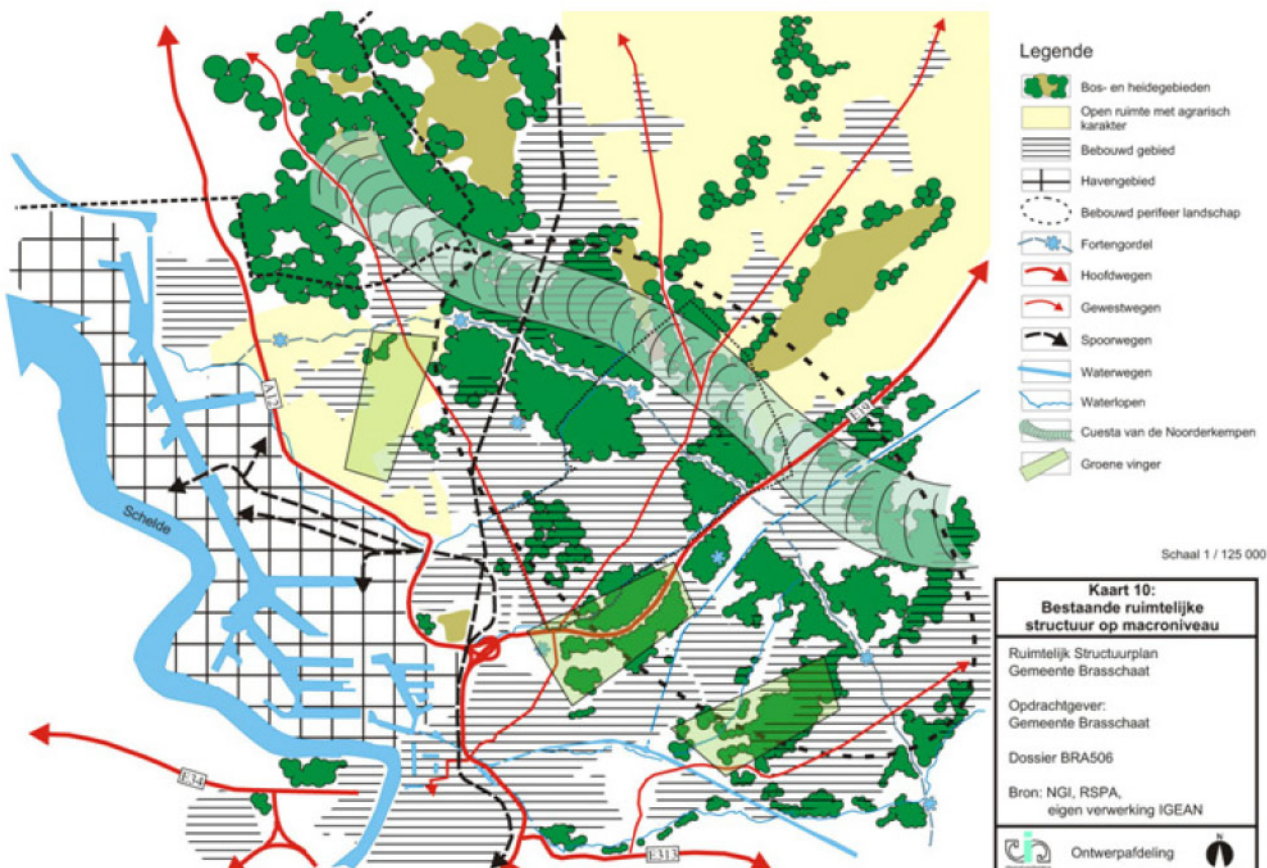 Legende
Bos- en heidegebieden
Open ruimte met agrarisch
karakter
Bebouwd gebied
Havengebied
Bebouwd perifeer landschap
Fortengordel
Hoofdwegen
Gewestwegen
Spoorwegen
Waterwegen
Waterlopen
Cuesta van de Noorderkempen
Groene vinger
A12
E19
Schelde
E34
E313
Schaal 1 / 125 000
Kaart 10:
Bestaande ruimtelijke
structuur op macroniveau
Ruimtelijk Structuurplan
Gemeente Brasschaat
Opdrachtgever:
Gemeente Brasschaat
Dossier BRA506
Bron: NGI, RSPA,
eigen verwerking IGEAN
Ontwerpafdeling
N